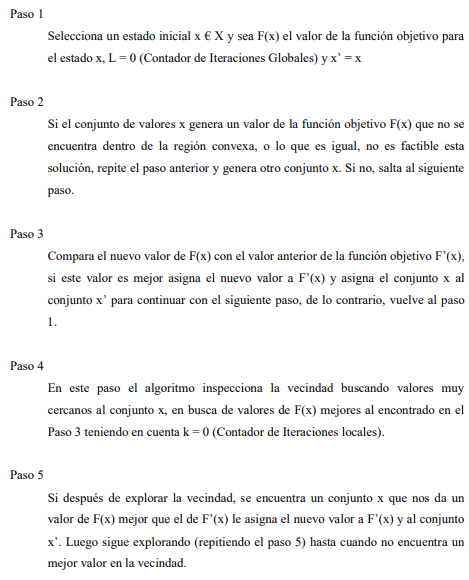 Paso 1
Selecciona un estado inicial x € X y sea F(x) el valor de la función objetivo para
el estado x, L = 0 (Contador de Iteraciones Globales) y x’ = x
Paso 2
Si el conjunto de valores x genera un valor de la función objetivo F(x) que no se
encuentra dentro de la región convexa, o lo que es igual, no es factible esta
solución, repite el paso anterior y genera otro conjunto x. Si no, salta al siguiente
paso.
Paso 3
Compara el nuevo valor de F(x) con el valor anterior de la función objetivo F’(x),
si este valor es mejor asigna el nuevo valor a F’(x) y asigna el conjunto x al
conjunto x’ para continuar con el siguiente paso, de lo contrario, vuelve al paso
1.
Paso 4
En este paso el algoritmo inspecciona la vecindad buscando valores muy
cercanos al conjunto x, en busca de valores de F(x) mejores al encontrado en el
Paso 3 teniendo en cuenta k = 0 (Contador de Iteraciones locales).
Paso 5
Si después de explorar la vecindad, se encuentra un conjunto x que nos da un
valor de F(x) mejor que el de F’(x) le asigna el nuevo valor a F’(x) y al conjunto
x’. Luego sigue explorando (repitiendo el paso 5) hasta cuando no encuentra un
mejor valor en la vecindad.